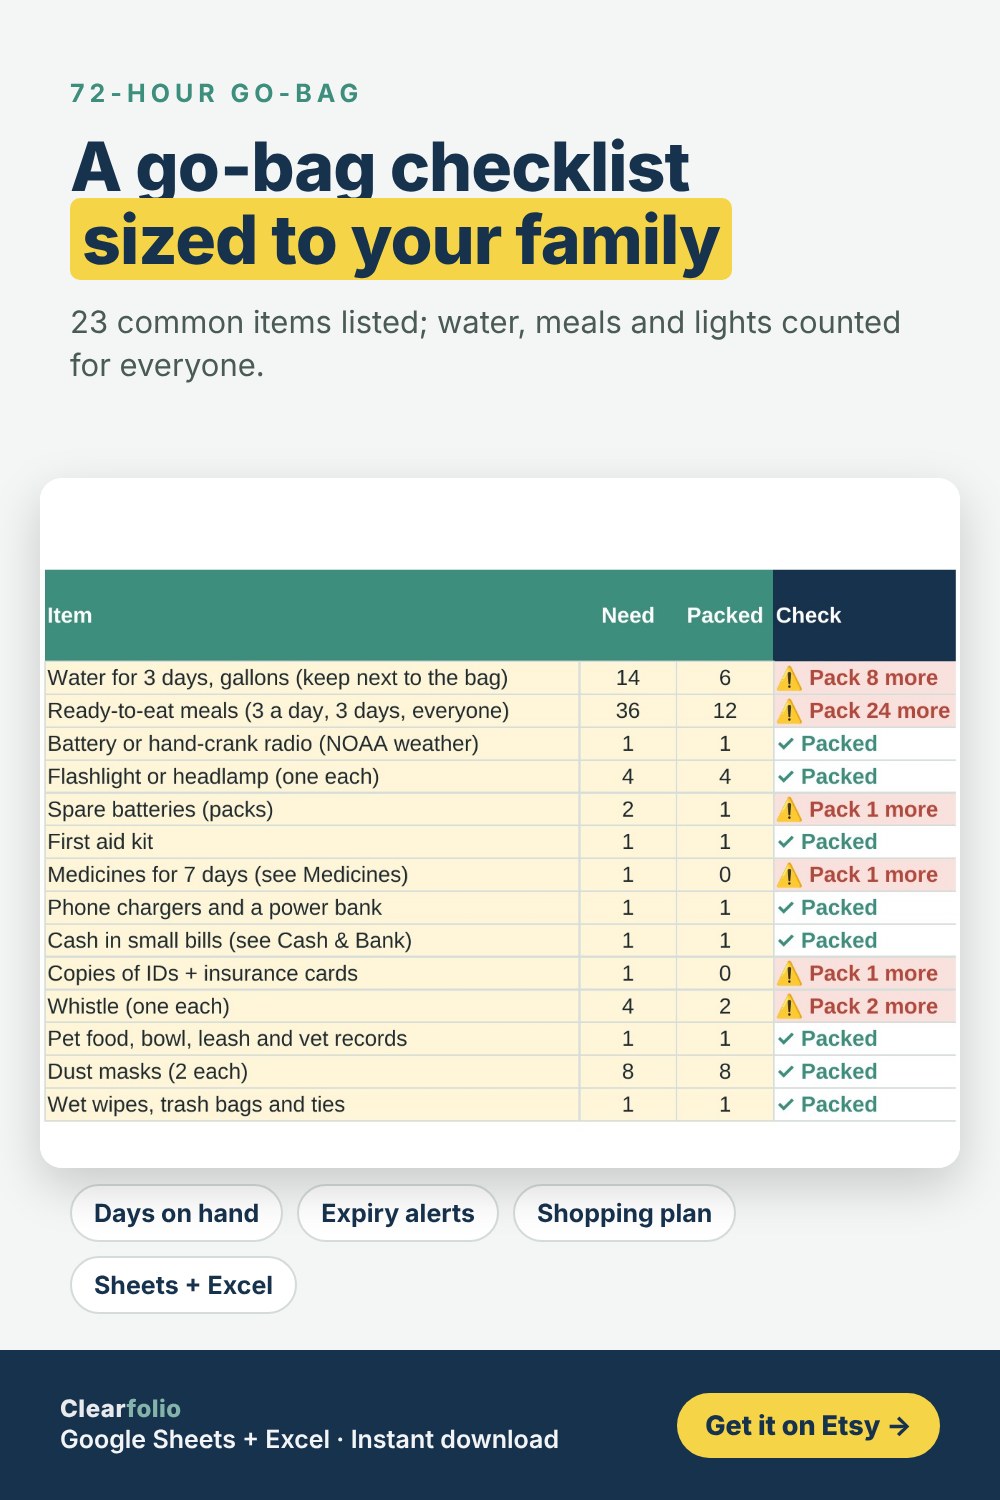 72-HOUR GO-BAG
A go-bag checklist
sized to your family
23 common items listed; water, meals and lights counted
for everyone.
Item Need Packed Check
Water for 3 days, gallons (keep next to the bag) 14 6 ⚠️ Pack 8 more
Ready-to-eat meals (3 a day, 3 days, everyone) 36 12 ⚠️ Pack 24 more
Battery or hand-crank radio (NOAA weather) 1 1 ✓ Packed
Flashlight or headlamp (one each) 4 4 ✓ Packed
Spare batteries (packs) 2 1 ⚠️ Pack 1 more
First aid kit 1 1 ✓ Packed
Medicines for 7 days (see Medicines) 1 0 ⚠️ Pack 1 more
Phone chargers and a power bank 1 1 ✓ Packed
Cash in small bills (see Cash & Bank) 1 1 ✓ Packed
Copies of IDs + insurance cards 1 0 ⚠️ Pack 1 more
Whistle (one each) 4 2 ⚠️ Pack 2 more
Pet food, bowl, leash and vet records 1 1 ✓ Packed
Dust masks (2 each) 8 8 ✓ Packed
Wet wipes, trash bags and ties 1 1 ✓ Packed
Days on hand Expiry alerts Shopping plan
Sheets + Excel
Clearfolio
Google Sheets + Excel · Instant download
Get it on Etsy →